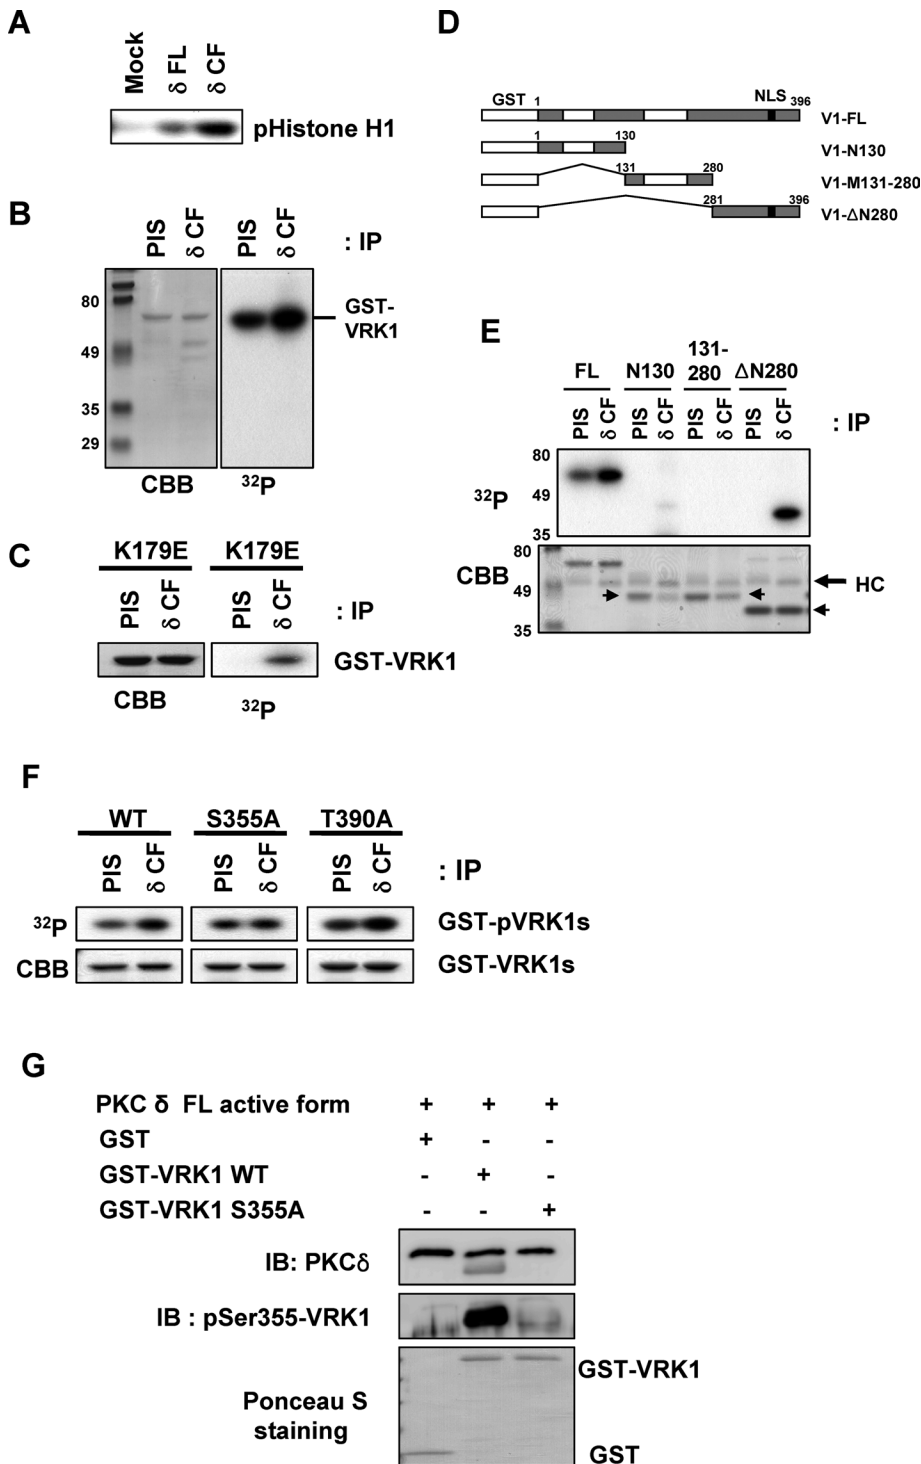 A
Mock
δ FL
δ CF
pHistone H1
B
PIS
δ CF
PIS
δ CF
: IP
80
49
35
29
GST-
VRK1
CBB
32P
C
K179E
K179E
PIS
δ CF
PIS
δ CF
: IP
GST-VRK1
CBB
32P
D
GST
1
NLS
396
V1-FL
1
130
V1-N130
131
280
V1-M131-280
281
396
V1-ΔN280
E
FL
N130
131-
280
ΔN280
PIS
δ CF
PIS
δ CF
PIS
δ CF
PIS
δ CF
: IP
32P
80
49
35
CBB
80
49
35
HC
F
WT
S355A
T390A
PIS
δ CF
PIS
δ CF
PIS
δ CF
: IP
32P
GST-pVRK1s
CBB
GST-VRK1s
G
PKC δ FL active form + + +
GST + - -
GST-VRK1 WT - + -
GST-VRK1 S355A - - +
IB: PKCδ
IB : pSer355-VRK1
Ponceau S
staining
GST-VRK1
GST